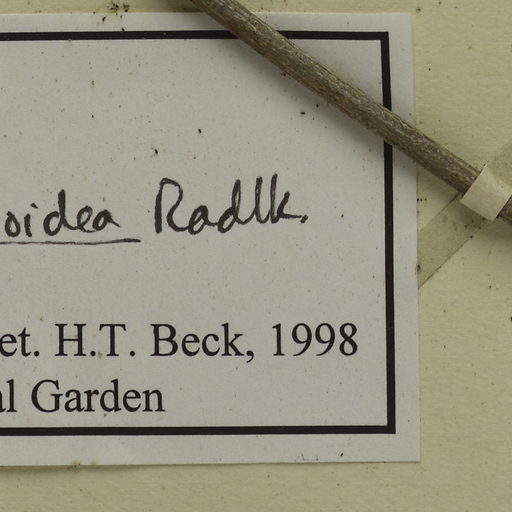 oidea Radlk.
et. H.T. Beck, 1998
al Garden